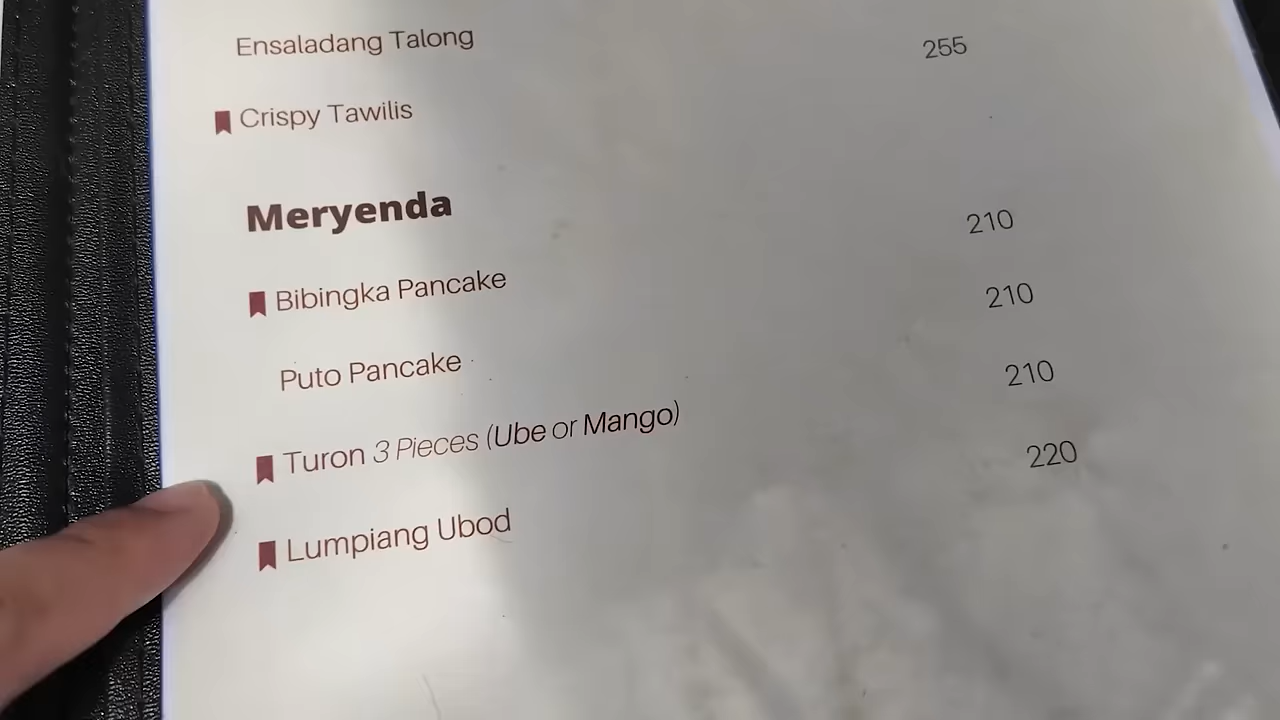 Ensaladang Talong
Crispy Tawilis 255
Meryenda
Bibingka Pancake 210
Puto Pancake 210
Turon 3 Pieces (Ube or Mango) 210
Lumpiang Ubod 220